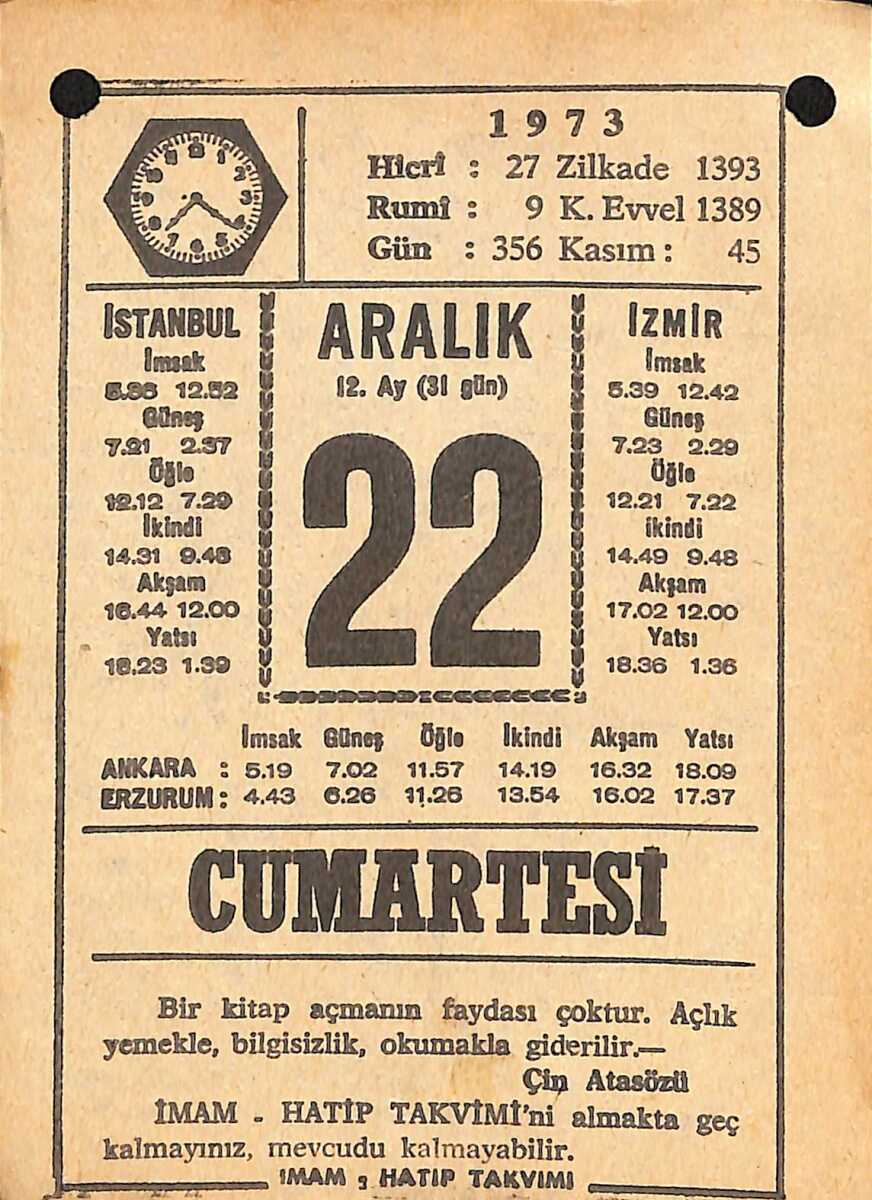 1973
Hicrî : 27 Zilkade 1393
Rumî : 9 K. Evvel 1389
Gün : 356 Kasım : 45
İSTANBUL
İmsak
12.52
Güneş
7.21 2.37
Öğle
12.12 7.29
İkindi
14.31 9.48
Akşam
16.44 12.00
Yatsı
18.23 1.39
ARALIK
12. Ay (31 gün)
22
İZMİR
İmsak
5.39 12.42
Güneş
7.23 2.29
Öğle
12.21 7.22
ikindi
14.49 9.48
Akşam
17.02 12.00
Yatsı
18.36 1.36
İmsak Güneş Öğle İkindi Akşam Yatsı
ANKARA : 5.19 7.02 11.57 14.19 16.32 18.09
ERZURUM : 4.43 6.26 11.26 13.54 16.02 17.37
CUMARTESİ
Bir kitap açmanın faydası çoktur. Açlık
yemekle, bilgisizlik, okumakla giderilir.—
Çin Atasözü
İMAM - HATİP TAKVİMİ'ni almakta geç
kalmayınız, mevcudu kalmayabilir.
İMAM - HATİP TAKVİMİ